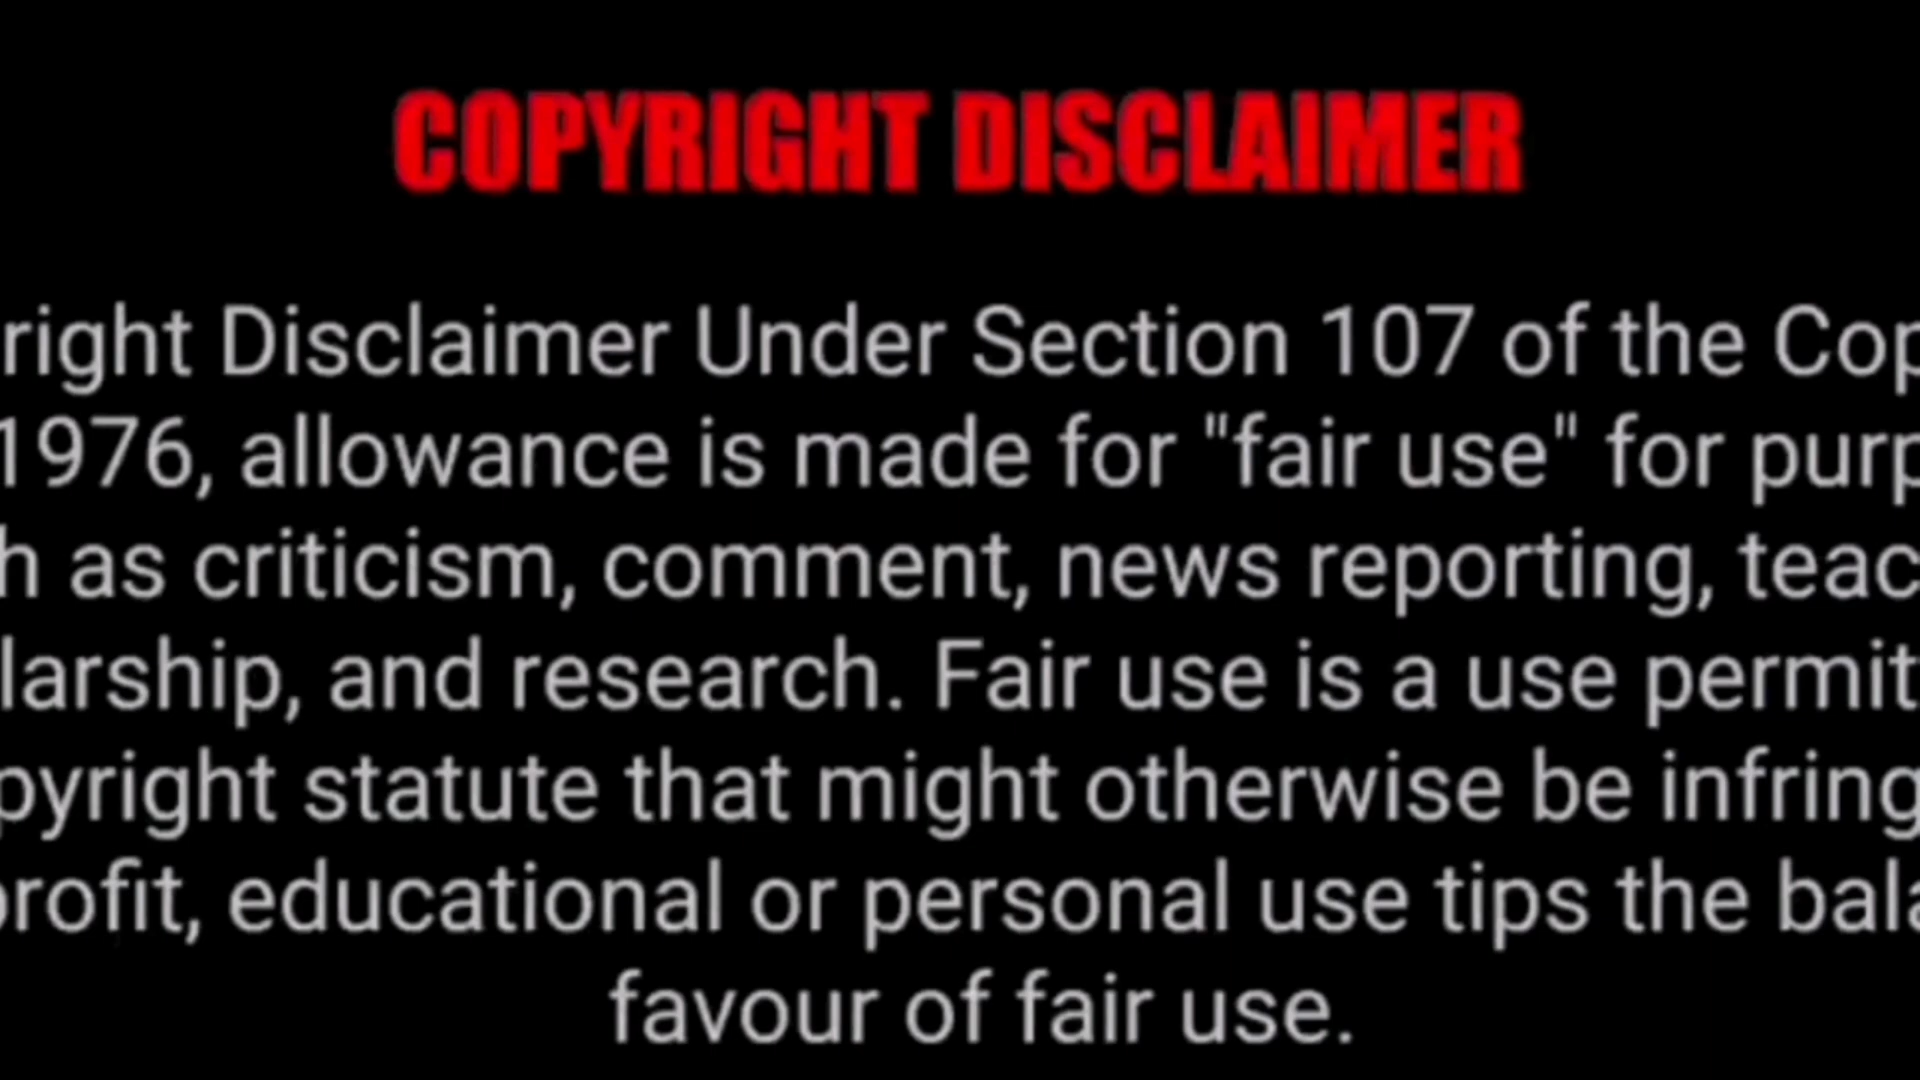 COPYRIGHT DISCLAIMER
right Disclaimer Under Section 107 of the Cop
1976, allowance is made for "fair use" for purp
h as criticism, comment, news reporting, teac
larship, and research. Fair use is a use permit
pyright statute that might otherwise be infring
profit, educational or personal use tips the bala
favour of fair use.